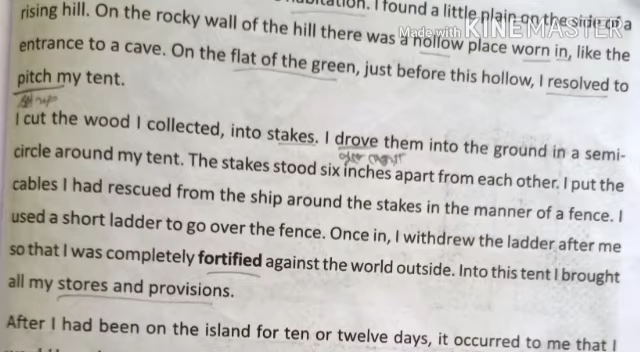 habitation. I found a little plain on the side of a
Made with KINEMASTER
rising hill. On the rocky wall of the hill there was a hollow place worn in, like the
entrance to a cave. On the flat of the green, just before this hollow, I resolved to
pitch my tent.
I cut the wood I collected, into stakes. I drove them into the ground in a semi-
circle around my tent. The stakes stood six inches apart from each other. I put the
cables I had rescued from the ship around the stakes in the manner of a fence. I
used a short ladder to go over the fence. Once in, I withdrew the ladder after me
so that I was completely fortified against the world outside. Into this tent I brought
all my stores and provisions.
After I had been on the island for ten or twelve days, it occurred to me that I